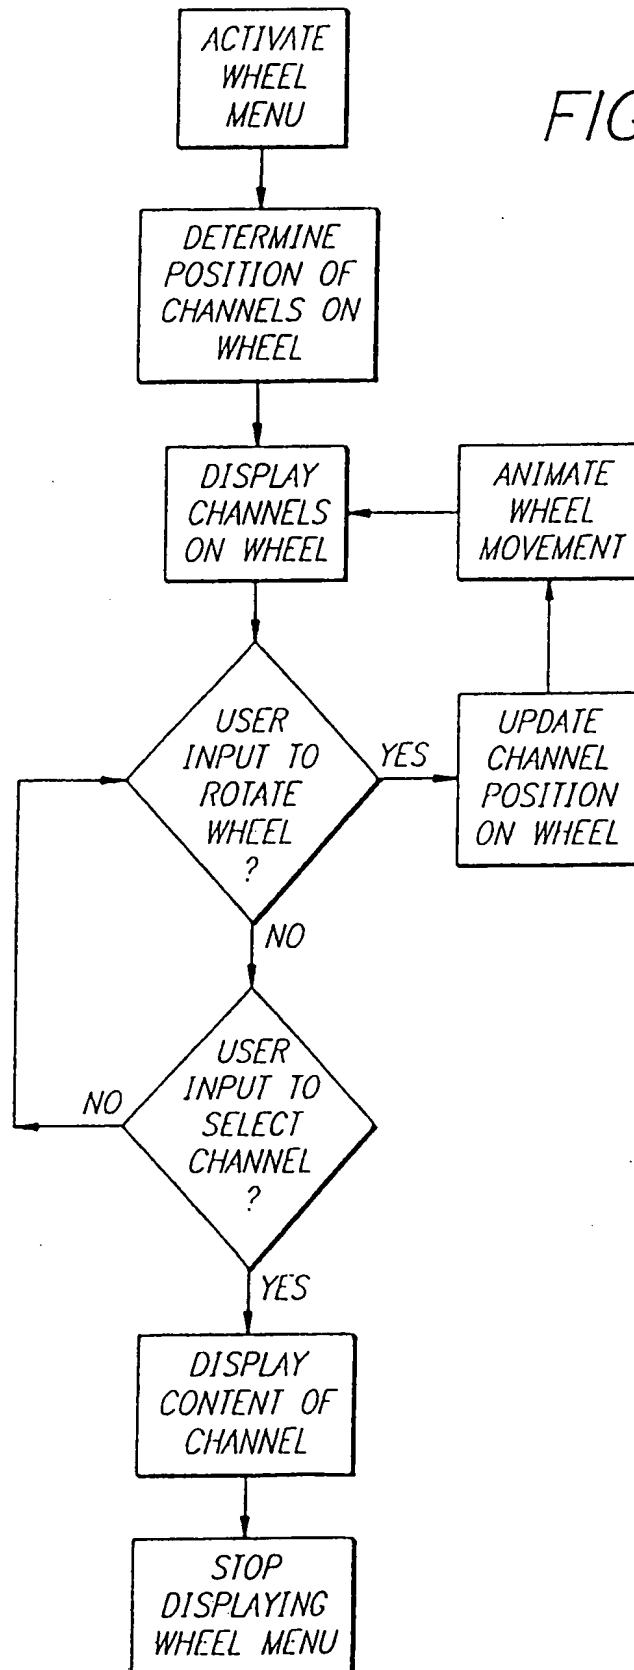 ACTIVATE
WHEEL
MENU
FIG
DETERMINE
POSITION OF
CHANNELS ON
WHEEL
DISPLAY
CHANNELS
ON WHEEL
ANIMATE
WHEEL
MOVEMENT
USER
INPUT TO
ROTATE
WHEEL
?
YES
UPDATE
CHANNEL
POSITION
ON WHEEL
NO
USER
INPUT TO
SELECT
CHANNEL
?
NO
YES
DISPLAY
CONTENT OF
CHANNEL
STOP
DISPLAYING
WHEEL MENU